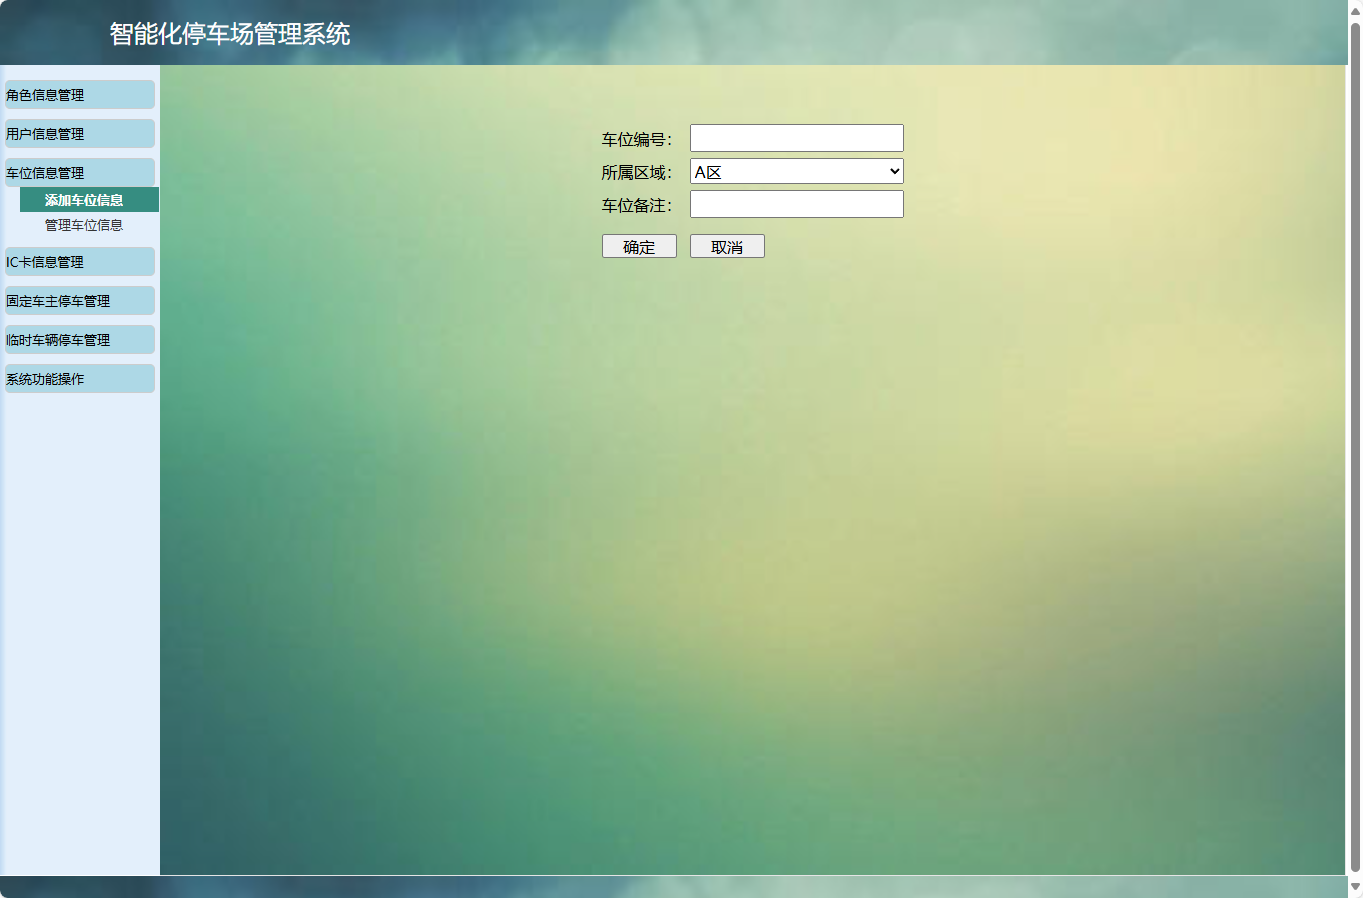 智能化停车场管理系统
角色信息管理
用户信息管理
车位信息管理
添加车位信息
管理车位信息
IC卡信息管理
固定车主停车管理
临时车辆停车管理
系统功能操作
车位编号：
所属区域： A区
车位备注：
确定 取消